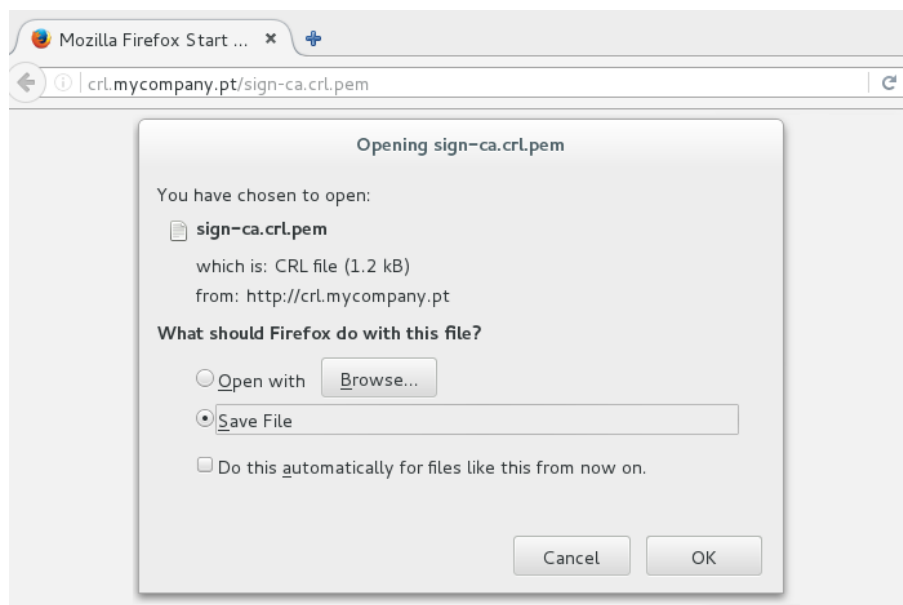 Mozilla Firefox Start ...
crl.mycompany.pt/sign-ca.crl.pem
Opening sign-ca.crl.pem
You have chosen to open:
sign-ca.crl.pem
which is: CRL file (1.2 kB)
from: http://crl.mycompany.pt
What should Firefox do with this file?
Open with Browse...
Save File
Do this automatically for files like this from now on.
Cancel OK